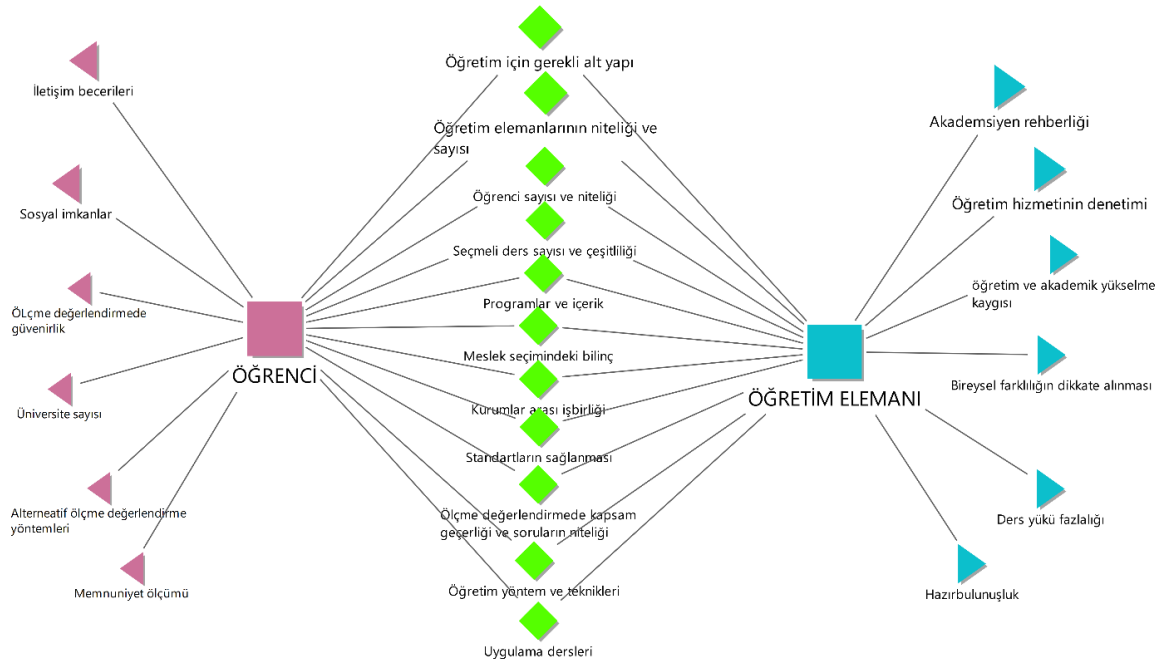 İletişim becerileri
Sosyal imkanlar
ÖLçme değerlendirmede
güvenirlik
Üniversite sayısı
Alterneatif ölçme değerlendirme
yöntemleri
Memnuniyet ölçümü
ÖĞRENCİ
Öğretim için gerekli alt yapı
Öğretim elemanlarının niteliği ve
sayısı
Öğrenci sayısı ve niteliği
Seçmeli ders sayısı ve çeşitliliği
Programlar ve içerik
Meslek seçimindeki bilinç
Kurumlar arası işbirliği
Standartların sağlanması
Ölçme değerlendirmede kapsam
geçerliği ve soruların niteliği
Öğretim yöntem ve teknikleri
Uygulama dersleri
ÖĞRETİM ELEMANI
Akademsiyen rehberliği
Öğretim hizmetinin denetimi
öğretim ve akademik yükselme
kaygısı
Bireysel farklılığın dikkate alınması
Ders yükü fazlalığı
Hazırbulunuşluk